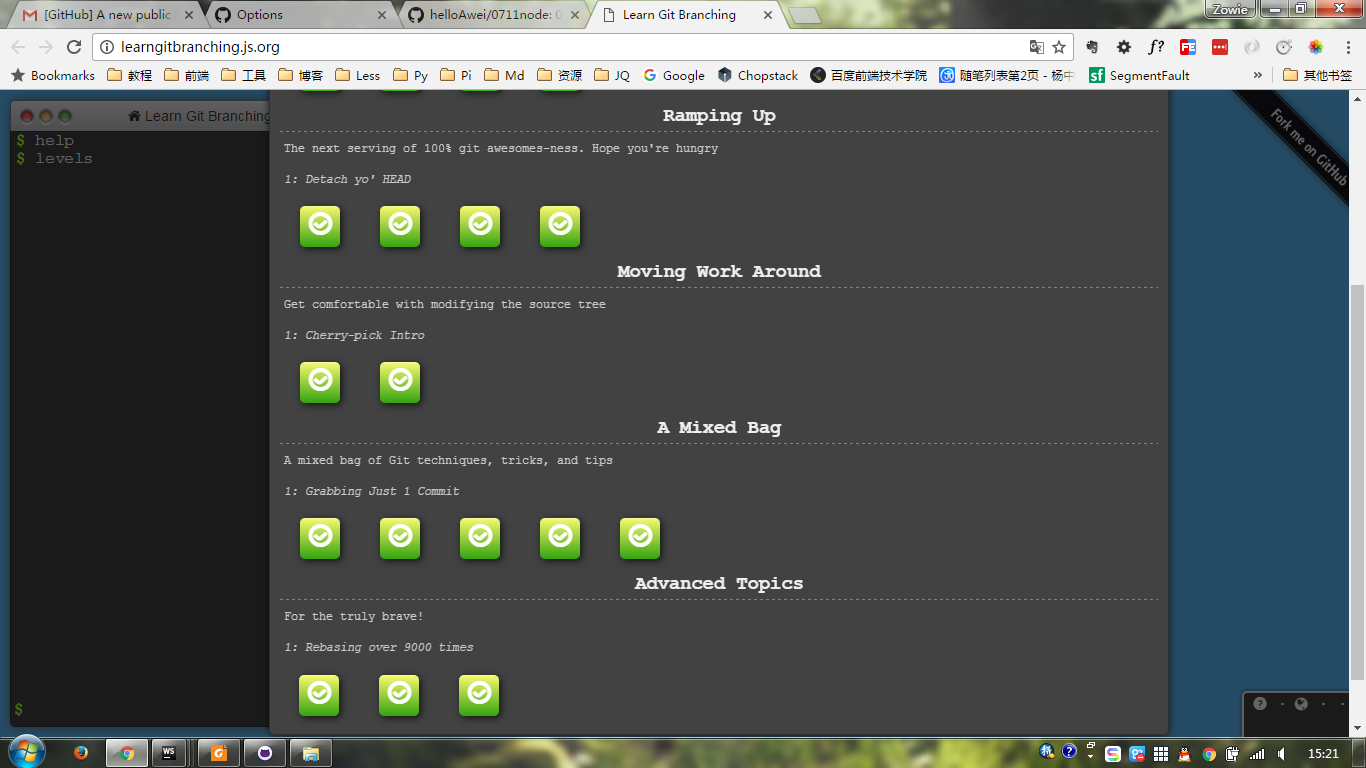 [GitHub] A new public
Options
helloAwei/0711node: 0
Learn Git Branching
Zowie
learngitbranching.js.org
Bookmarks
教程
前端
工具
博客
Less
Py
Pi
Md
资源
JQ
Google
Chopstack
百度前端技术学院
随笔列表第2页 - 杨中
SegmentFault
»
其他书签
Learn Git Branching
$ help
$ levels
Ramping Up
The next serving of 100% git awesomes-ness. Hope you're hungry
1: Detach yo' HEAD
Moving Work Around
Get comfortable with modifying the source tree
1: Cherry-pick Intro
A Mixed Bag
A mixed bag of Git techniques, tricks, and tips
1: Grabbing Just 1 Commit
Advanced Topics
For the truly brave!
1: Rebasing over 9000 times
$
Fork me on GitHub
15:21